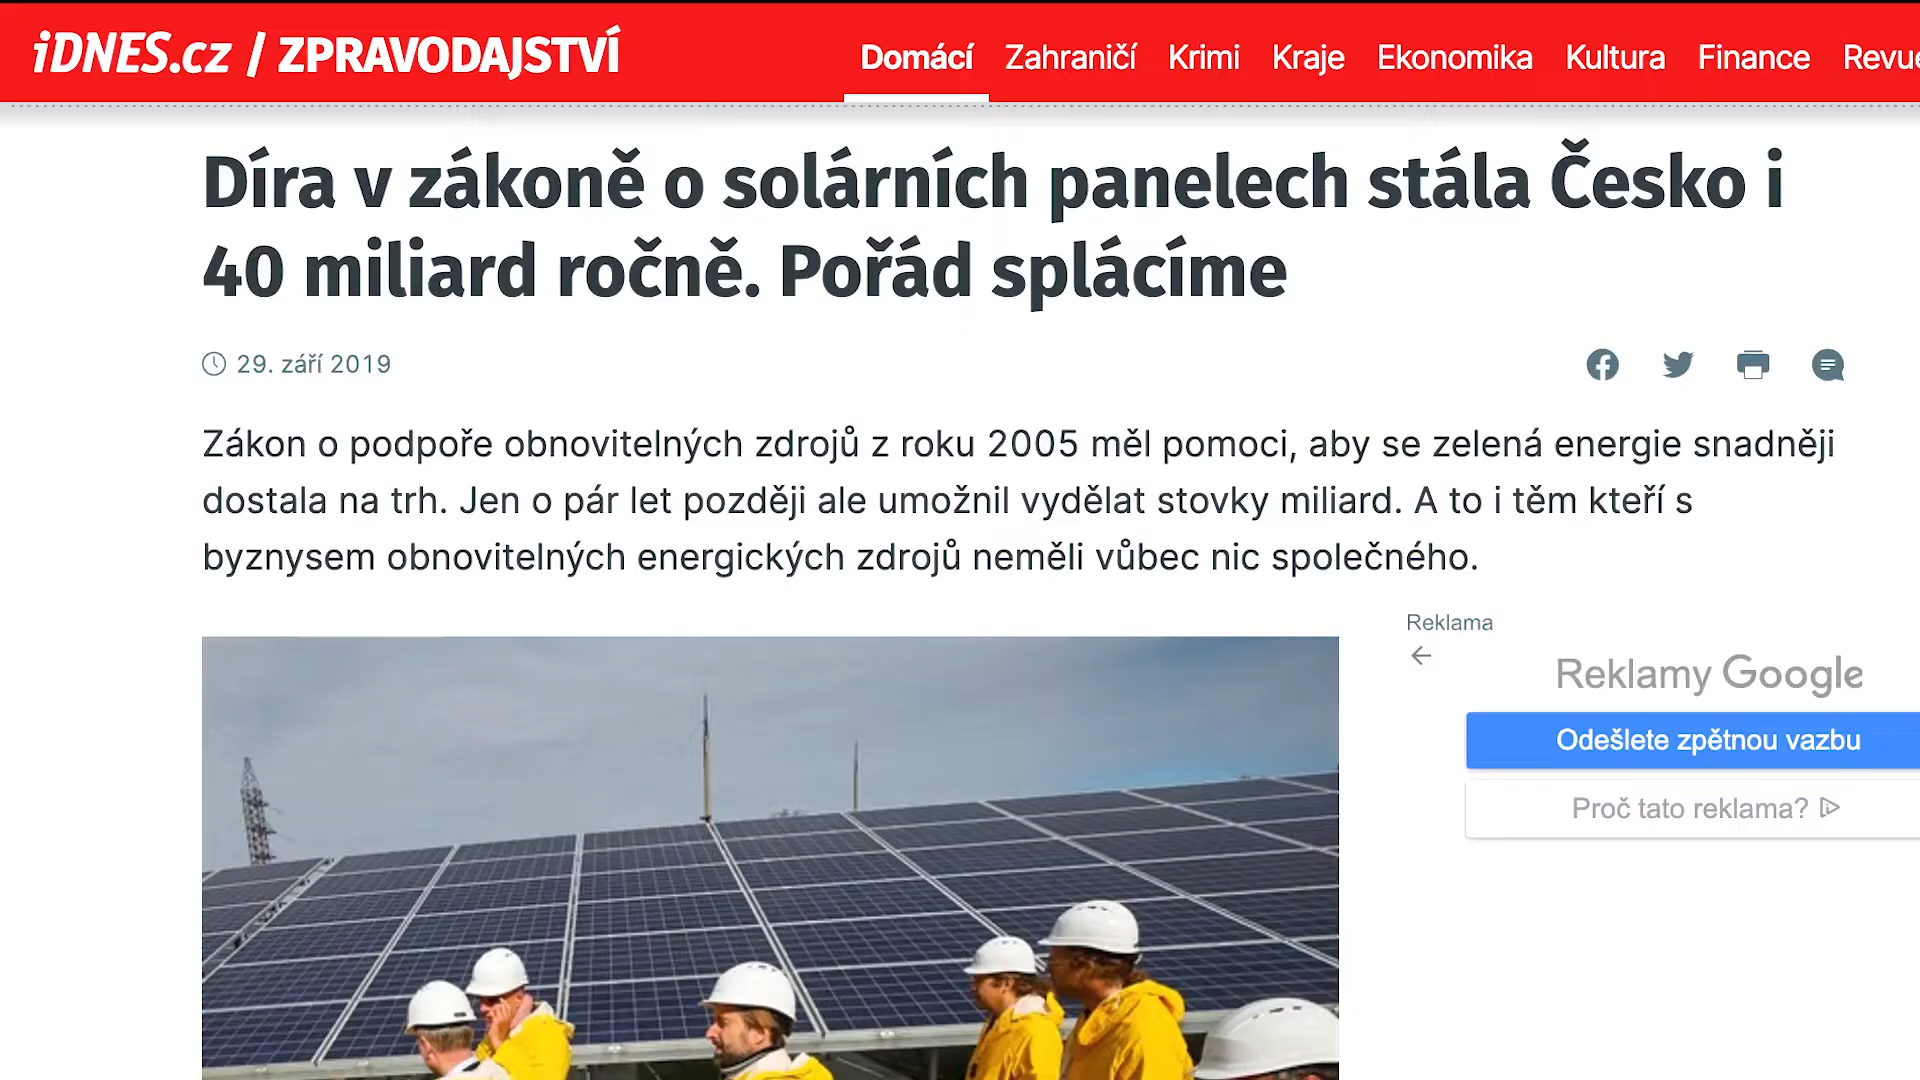 iDNES.cz / ZPRAVODAJSTVÍ
Domácí Zahraničí Krimi Kraje Ekonomika Kultura Finance Revue
Díra v zákoně o solárních panelech stála Česko i
40 miliard ročně. Pořád splácíme
29. září 2019
Zákon o podpoře obnovitelných zdrojů z roku 2005 měl pomoci, aby se zelená energie snadněji
dostala na trh. Jen o pár let později ale umožnil vydělat stovky miliard. A to i těm kteří s
byznysem obnovitelných energických zdrojů neměli vůbec nic společného.
Reklama
Reklamy Google
Odešlete zpětnou vazbu
Proč tato reklama?